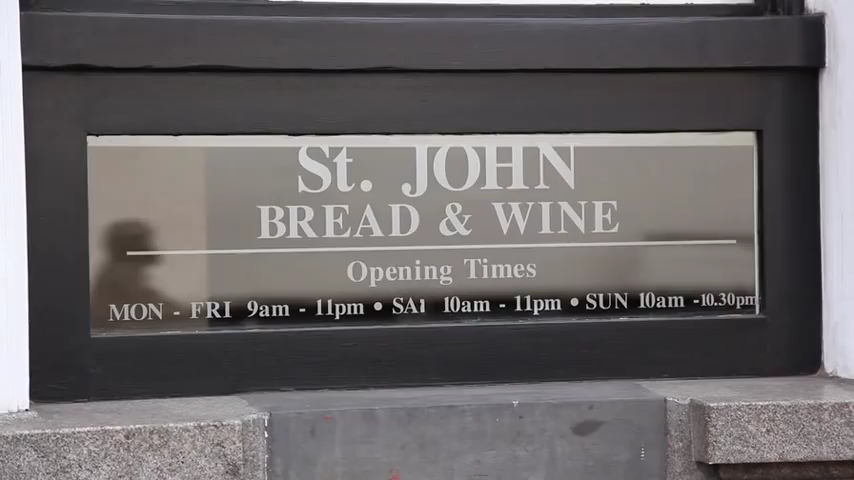 St. JOHN
BREAD & WINE
Opening Times
MON - FRI 9am - 11pm • SAT 10am - 11pm • SUN 10am - 10.30pm